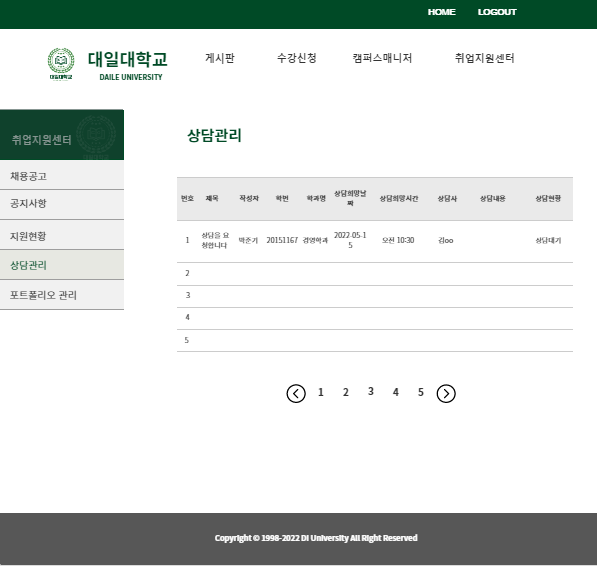 HOME LOGOUT
대일대학교
DAILE UNIVERSITY
게시판 수강신청 캠퍼스매니저 취업지원센터
취업지원센터
채용공고
공지사항
지원현황
상담관리
포트폴리오 관리
상담관리
번호 제목 작성자 학번 학과명 상담희망날 상담희망시간 상담사 상담내용 상담현황
짜
1 상담을 요 박준기 20151167 경영학과 2022-05-1 오전 10:30 김oo 상담대기
청합니다 5
2
3
4
5
1 2 3 4 5
Copyright © 1998-2022 DI University All Right Reserved